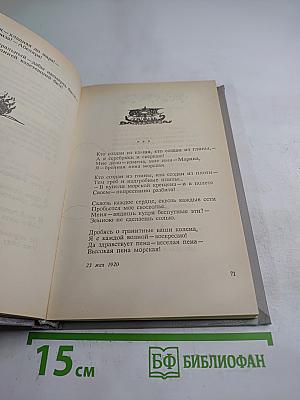 * * *
Кто создан из камня, кто создан из глины,—
А я серебрюсь и сверкаю!
Мне дело—измена, мне имя—Марина,
Я—бренная пена морская.
Кто создан из глины, кто создан из плоти—
Тем гроб и надгробные плиты...
—В купели морской крещена—и в полете
Своем—непрестанно разбита!
Сквозь каждое сердце, сквозь каждые сети
Пробьется мое своеволье.
Меня—видишь кудри беспутные эти?—
Земною не сделаешь солью.
Дробясь о гранитные ваши колена,
Я с каждой волной—воскресаю!
Да здравствует пена—веселая пена—
Высокая пена морская!
23 мая 1920
71
15 см
БФ БИБЛИОФАН